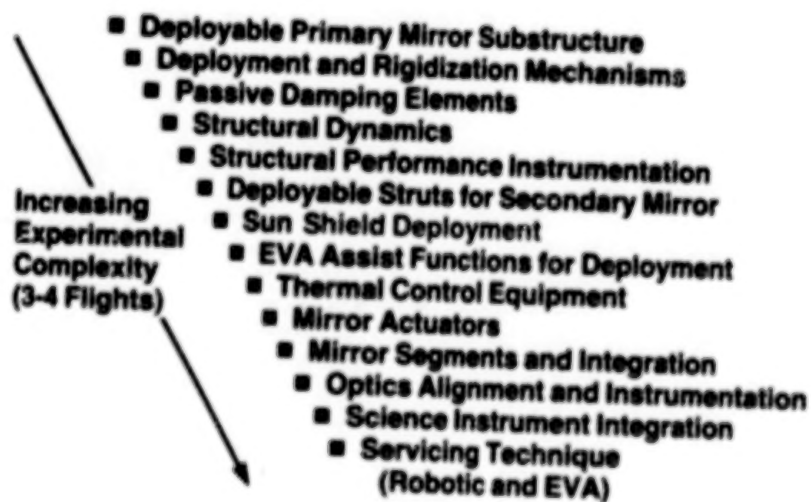 ■ Deployable Primary Mirror Substructure
■ Deployment and Rigidization Mechanisms
■ Passive Damping Elements
■ Structural Dynamics
■ Structural Performance Instrumentation
■ Deployable Struts for Secondary Mirror
■ Sun Shield Deployment
■ EVA Assist Functions for Deployment
■ Thermal Control Equipment
■ Mirror Actuators
■ Mirror Segments and Integration
■ Optics Alignment and Instrumentation
■ Science Instrument Integration
■ Servicing Technique
(Robotic and EVA)
Increasing
Experimental
Complexity
(3-4 Flights)